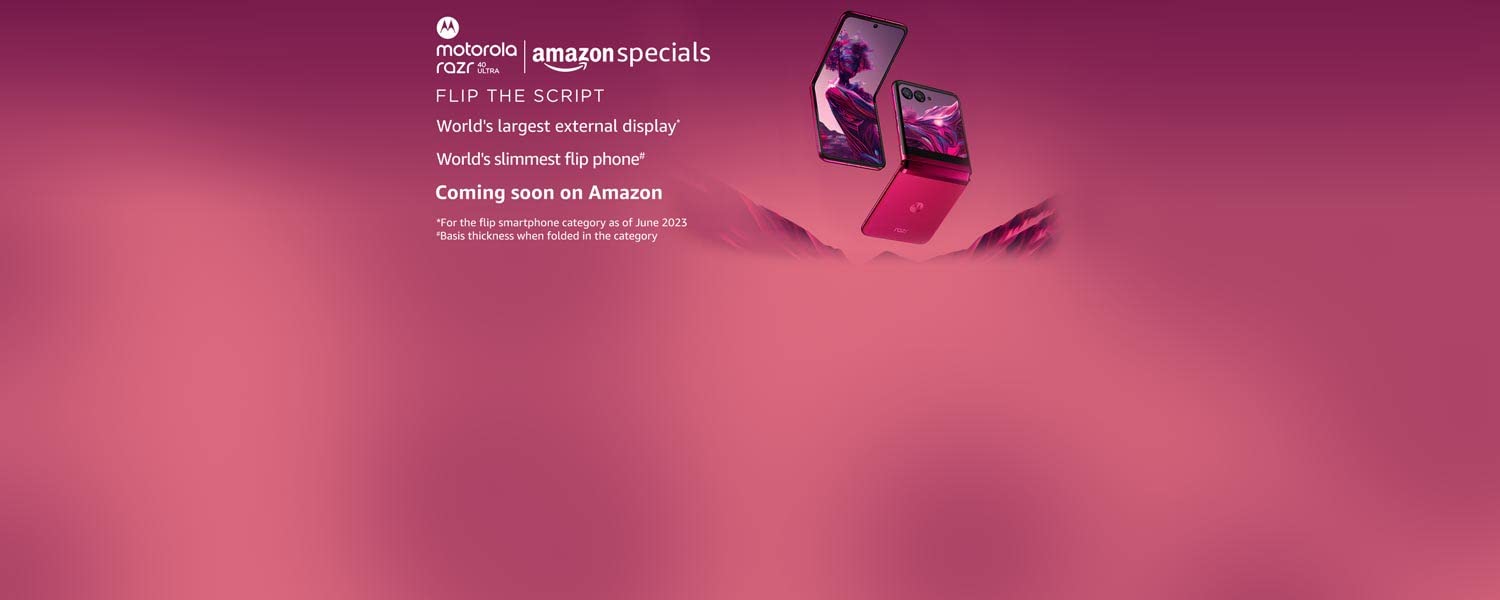 motorola
razr 40 ULTRA
amazon specials
FLIP THE SCRIPT
World's largest external display*
World's slimmest flip phone#
Coming soon on Amazon
*For the flip smartphone category as of June 2023
#Basis thickness when folded in the category
razr